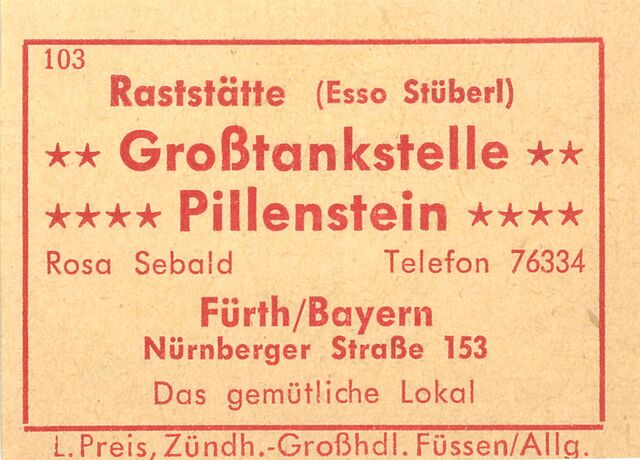 103
Raststätte (Esso Stüberl)
★★ Großtankstelle ★★
★★★★ Pillenstein ★★★★
Rosa Sebald Telefon 76334
Fürth/Bayern
Nürnberger Straße 153
Das gemütliche Lokal
L. Preis, Zündh.-Großhdl. Füssen/Allg.